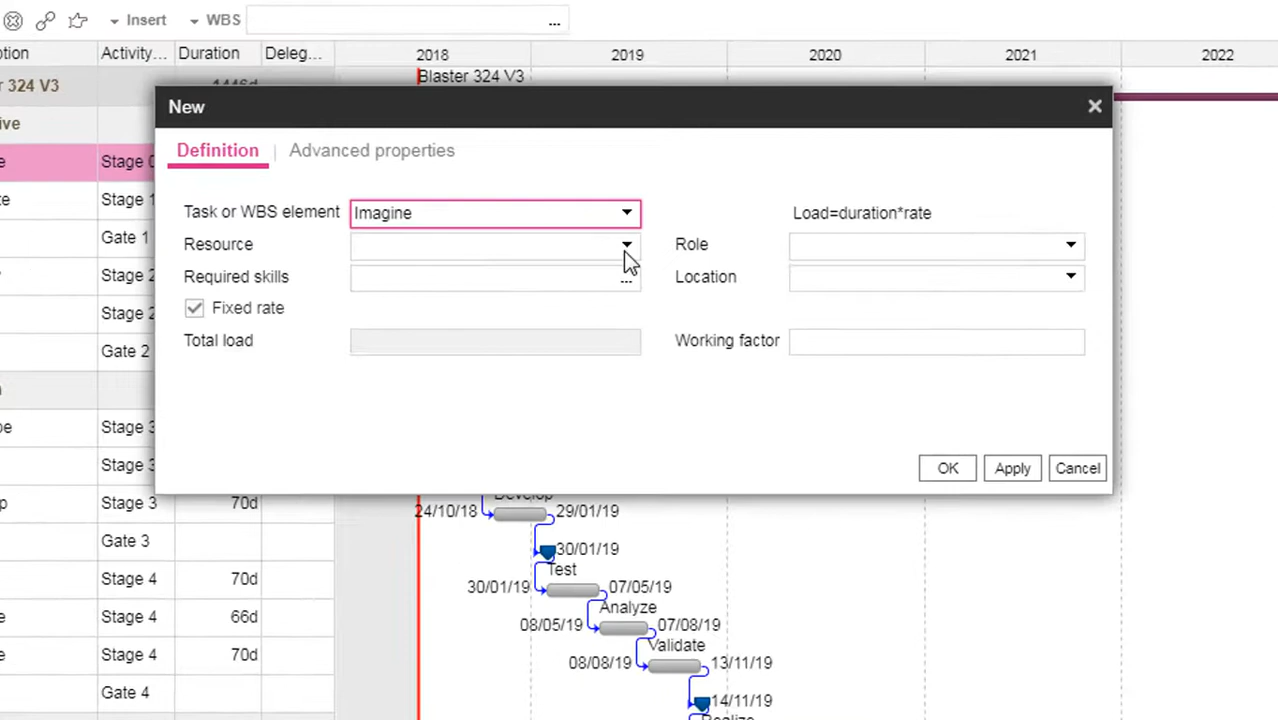 Insert WBS ...
ption Activity... Duration Deleg... 2018 2019 2020 2021 2022
r 324 V3 1446d Blaster 324 V3
New
ive
Definition Advanced properties
e Stage 0
te Stage 1
Task or WBS element Imagine Load=duration*rate
Gate 1
Resource Role
Stage 2
Required skills ... Location
Stage 2
Fixed rate
Total load Working factor
Gate 2
pe Stage 3
Stage 3
OK Apply Cancel
p Stage 3 70d Develop
24/10/18 29/01/19
Gate 3 30/01/19
Test
Stage 4 70d 30/01/19 07/05/19
Analyze
e Stage 4 66d 08/05/19 07/08/19
Validate
e Stage 4 70d 08/08/19 13/11/19
Gate 4 14/11/19
Realize